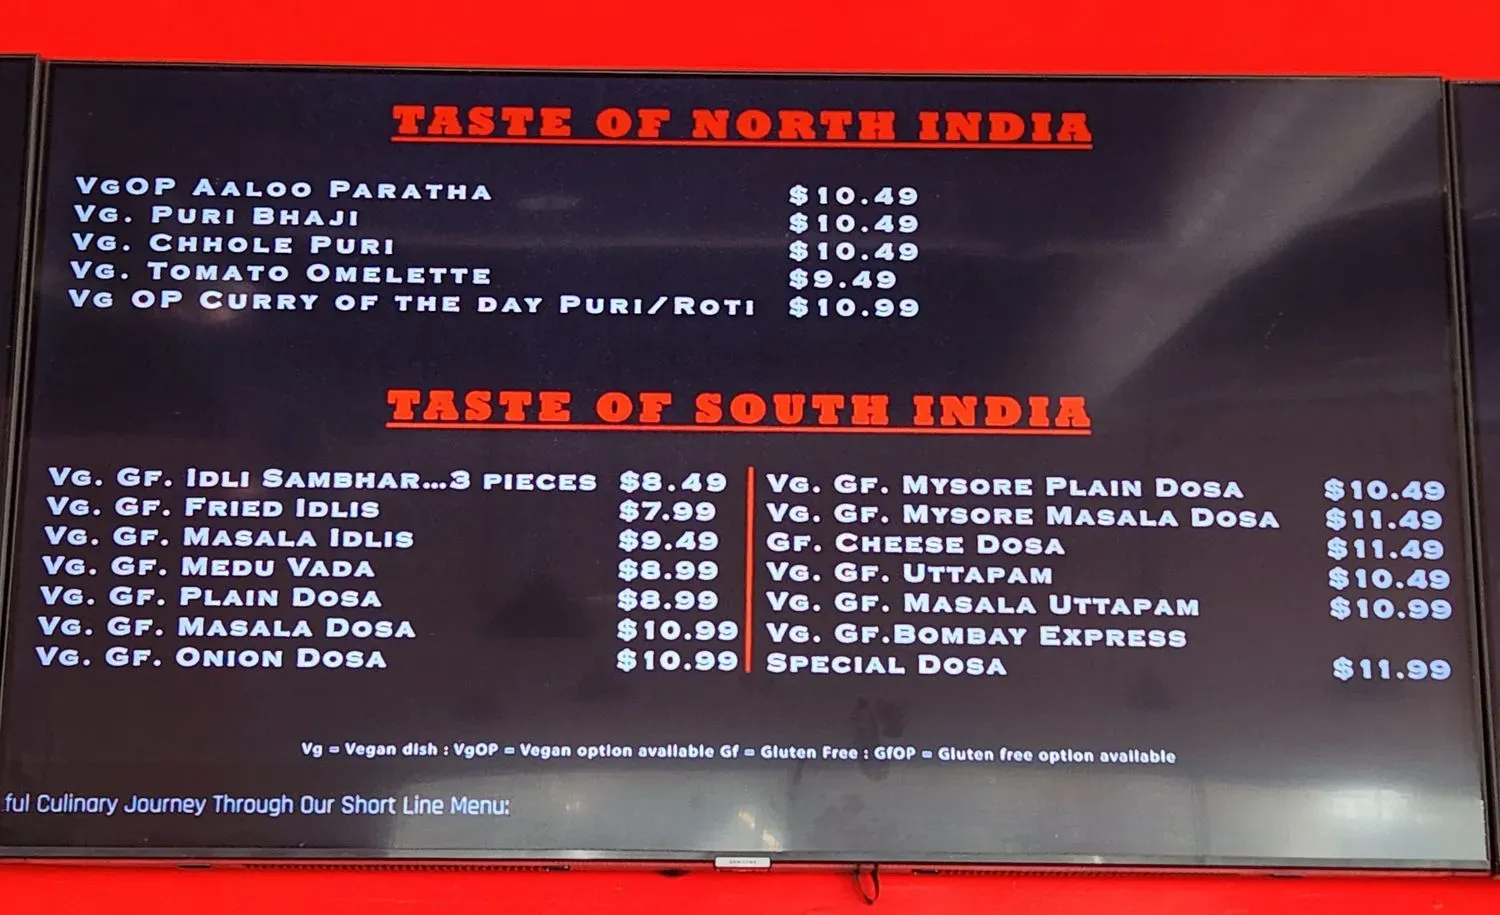 TASTE OF NORTH INDIA
VGOP AALOO PARATHA $10.49
VG. PURI BHAJI $10.49
VG. CHHOLE PURI $10.49
VG. TOMATO OMELETTE $9.49
VG OP CURRY OF THE DAY PURI/ROTI $10.99
TASTE OF SOUTH INDIA
VG. GF. IDLI SAMBHAR...3 PIECES $8.49
VG. GF. FRIED IDLIS $7.99
VG. GF. MASALA IDLIS $9.49
VG. GF. MEDU VADA $8.99
VG. GF. PLAIN DOSA $8.99
VG. GF. MASALA DOSA $10.99
VG. GF. ONION DOSA $10.99
VG. GF. MYSORE PLAIN DOSA $10.49
VG. GF. MYSORE MASALA DOSA $11.49
GF. CHEESE DOSA $11.49
VG. GF. UTTAPAM $10.49
VG. GF. MASALA UTTAPAM $10.99
VG. GF.BOMBAY EXPRESS
SPECIAL DOSA $11.99
Vg = Vegan dish : VgOP = Vegan option available Gf = Gluten Free : GfOP = Gluten free option available
ful Culinary Journey Through Our Short Line Menu:
SAMSUNG